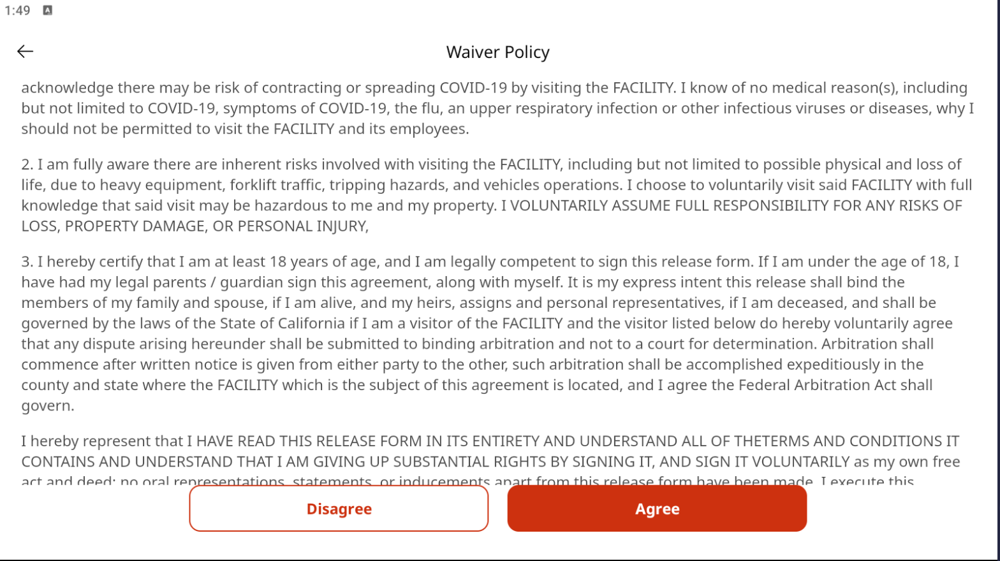 1:49
Waiver Policy
acknowledge there may be risk of contracting or spreading COVID-19 by visiting the FACILITY. I know of no medical reason(s), including
but not limited to COVID-19, symptoms of COVID-19, the flu, an upper respiratory infection or other infectious viruses or diseases, why I
should not be permitted to visit the FACILITY and its employees.
2. I am fully aware there are inherent risks involved with visiting the FACILITY, including but not limited to possible physical and loss of
life, due to heavy equipment, forklift traffic, tripping hazards, and vehicles operations. I choose to voluntarily visit said FACILITY with full
knowledge that said visit may be hazardous to me and my property. I VOLUNTARILY ASSUME FULL RESPONSIBILITY FOR ANY RISKS OF
LOSS, PROPERTY DAMAGE, OR PERSONAL INJURY,
3. I hereby certify that I am at least 18 years of age, and I am legally competent to sign this release form. If I am under the age of 18, I
have had my legal parents / guardian sign this agreement, along with myself. It is my express intent this release shall bind the
members of my family and spouse, if I am alive, and my heirs, assigns and personal representatives, if I am deceased, and shall be
governed by the laws of the State of California if I am a visitor of the FACILITY and the visitor listed below do hereby voluntarily agree
that any dispute arising hereunder shall be submitted to binding arbitration and not to a court for determination. Arbitration shall
commence after written notice is given from either party to the other, such arbitration shall be accomplished expeditiously in the
county and state where the FACILITY which is the subject of this agreement is located, and I agree the Federal Arbitration Act shall
govern.
I hereby represent that I HAVE READ THIS RELEASE FORM IN ITS ENTIRETY AND UNDERSTAND ALL OF THETERMS AND CONDITIONS IT
CONTAINS AND UNDERSTAND THAT I AM GIVING UP SUBSTANTIAL RIGHTS BY SIGNING IT, AND SIGN IT VOLUNTARILY as my own free
act and deed; no oral representations, statements, or inducements apart from this release form have been made. I execute this
Disagree
Agree